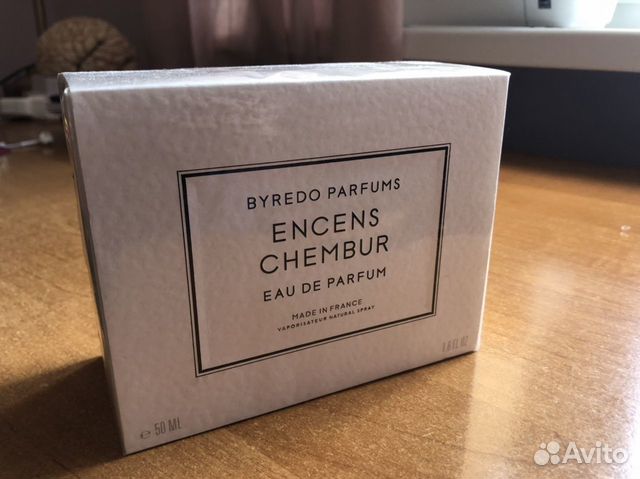 BYREDO PARFUMS
ENCENS
CHEMBUR
EAU DE PARFUM
MADE IN FRANCE
VAPORISATEUR NATURAL SPRAY
e 50 ML
1.6 FL OZ
Avito